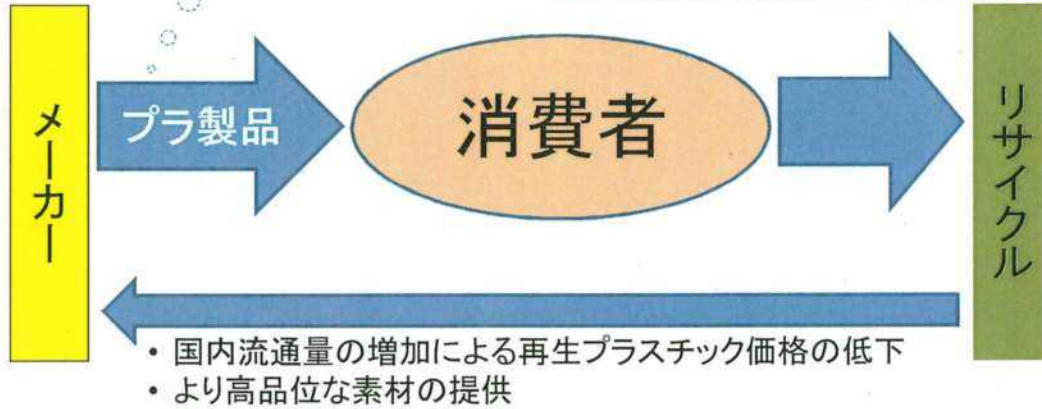 メーカー
プラ製品
消費者
リサイクル
・国内流通量の増加による再生プラスチック価格の低下
・より高品位な素材の提供